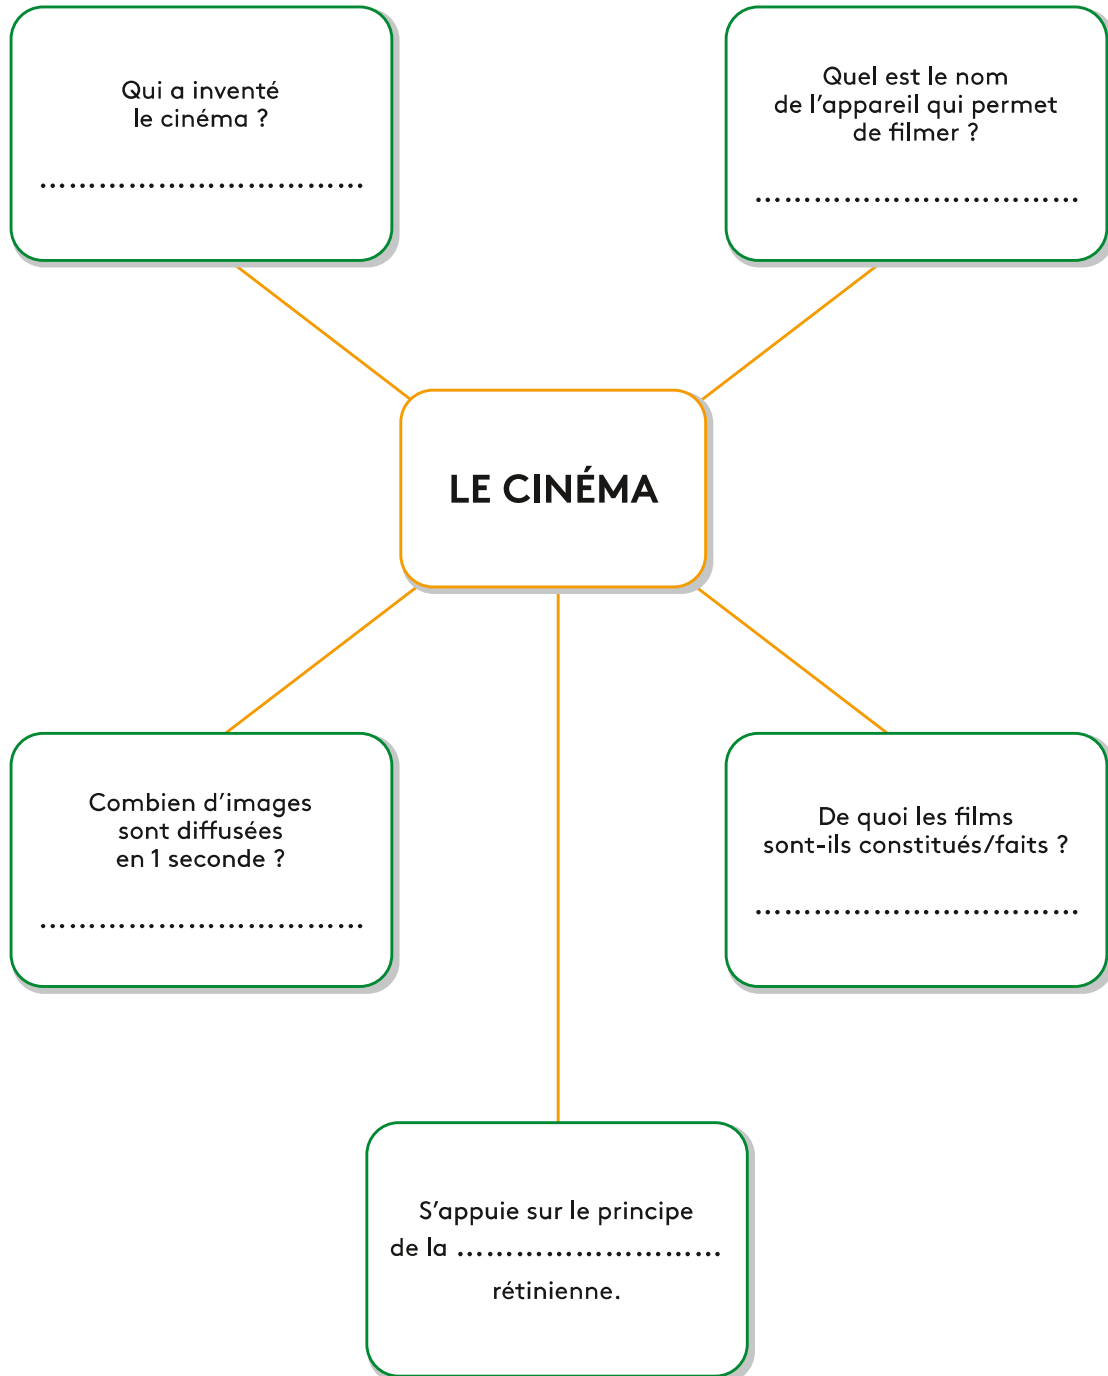 Qui a inventé
le cinéma ?
.................................
Quel est le nom
de l’appareil qui permet
de filmer ?
.................................
LE CINÉMA
Combien d’images
sont diffusées
en 1 seconde ?
.................................
De quoi les films
sont-ils constitués/faits ?
.................................
S’appuie sur le principe
de la ...........................
rétinienne.